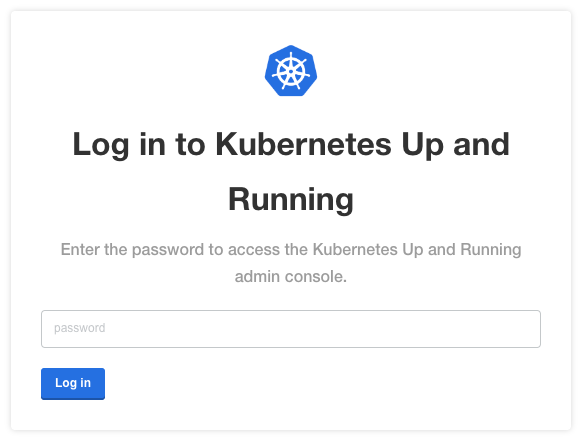 Log in to Kubernetes Up and
Running
Enter the password to access the Kubernetes Up and Running
admin console.
password
Log in